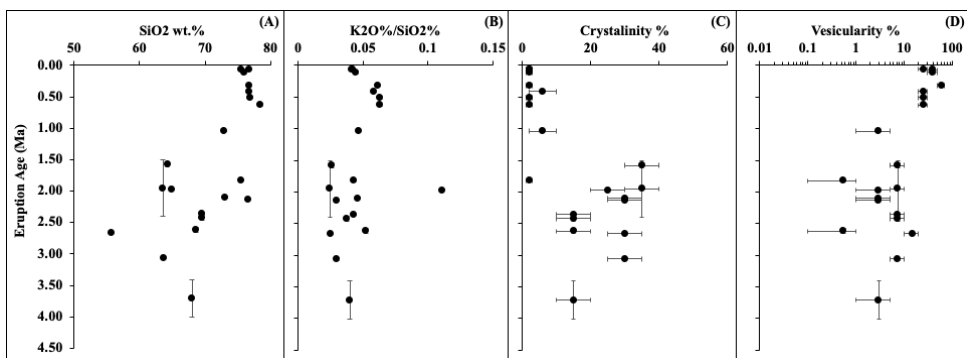 SiO2 wt.% (A)
50 60 70 80
K2O%/SiO2% (B)
0 0.05 0.1 0.15
Crystalinity % (C)
0 20 40 60
Vesicularity % (D)
0.01 0.1 1 10 100
Eruption Age (Ma)
0.00
0.50
1.00
1.50
2.00
2.50
3.00
3.50
4.00
4.50